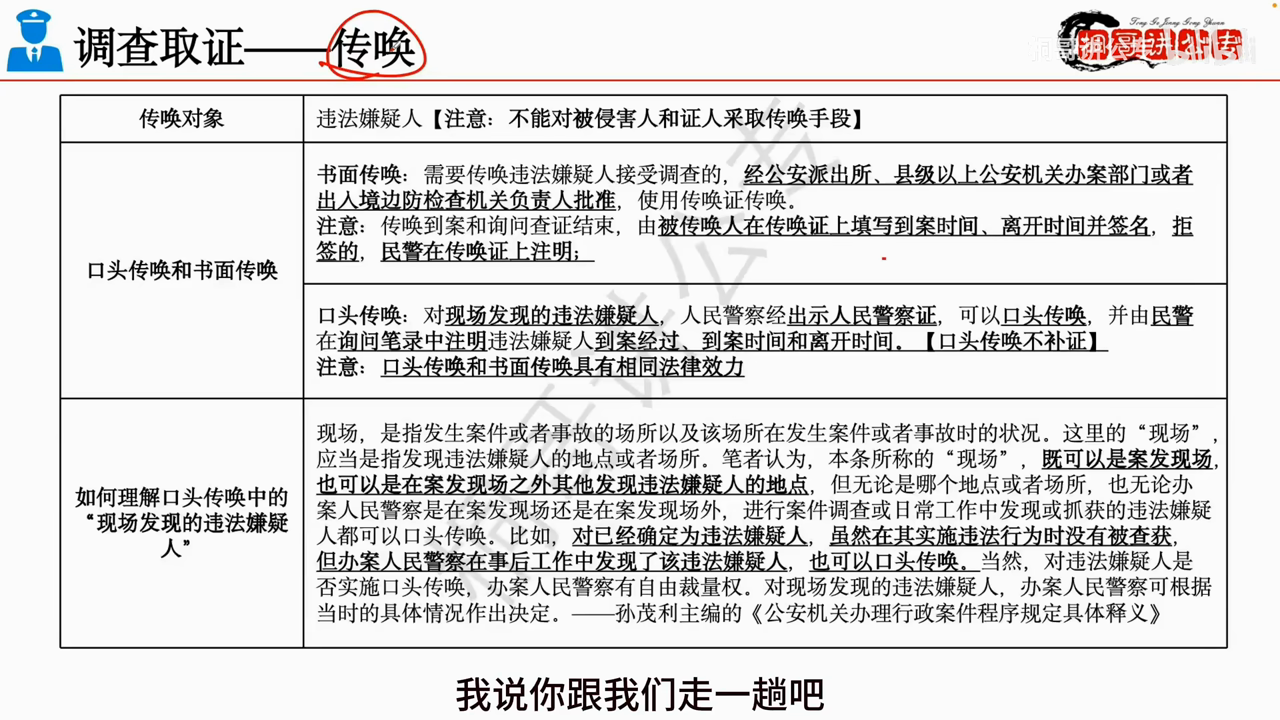 调查取证——传唤
Tong Ge Jiang Gong Zhuan
桐哥讲公专
传唤对象
违法嫌疑人【注意：不能对被侵害人和证人采取传唤手段】
口头传唤和书面传唤
书面传唤：需要传唤违法嫌疑人接受调查的，经公安派出所、县级以上公安机关办案部门或者
出入境边防检查机关负责人批准，使用传唤证传唤。
注意：传唤到案和询问查证结束，由被传唤人在传唤证上填写到案时间、离开时间并签名，拒
签的，民警在传唤证上注明；
口头传唤：对现场发现的违法嫌疑人，人民警察经出示人民警察证，可以口头传唤，并由民警
在询问笔录中注明违法嫌疑人到案经过、到案时间和离开时间。【口头传唤不补证】
注意：口头传唤和书面传唤具有相同法律效力
如何理解口头传唤中的
“现场发现的违法嫌疑
人”
现场，是指发生案件或者事故的场所以及该场所在发生案件或者事故时的状况。这里的“现场”，
应当是指发现违法嫌疑人的地点或者场所。笔者认为，本条所称的“现场”，既可以是案发现场，
也可以是在案发现场之外其他发现违法嫌疑人的地点，但无论是哪个地点或者场所，也无论办
案人民警察是在案发现场还是在案发现场外，进行案件调查或日常工作中发现或抓获的违法嫌疑
人都可以口头传唤。比如，对已经确定为违法嫌疑人，虽然在其实施违法行为时没有被查获，
但办案人民警察在事后工作中发现了该违法嫌疑人，也可以口头传唤。当然，对违法嫌疑人是
否实施口头传唤，办案人民警察有自由裁量权。对现场发现的违法嫌疑人，办案人民警察可根据
当时的具体情况作出决定。——孙茂利主编的《公安机关办理行政案件程序规定具体释义》
桐哥讲公专
我说你跟我们走一趟吧